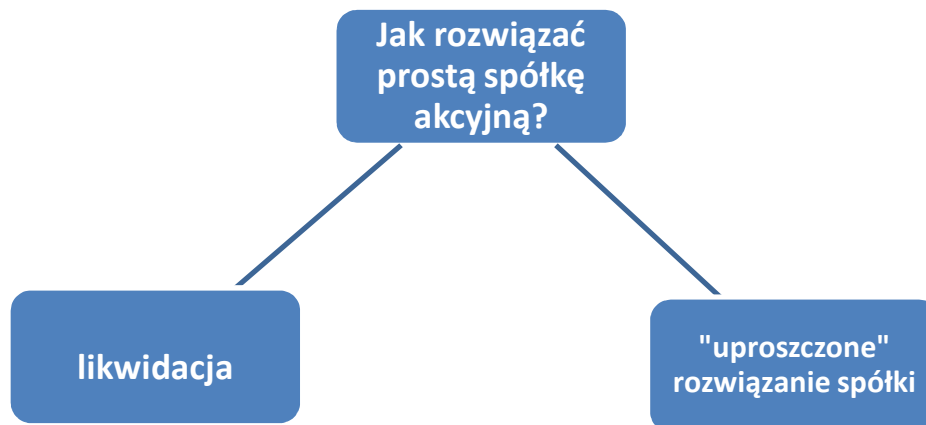 Jak rozwiązać
prostą spółkę
akcyjną?
likwidacja
"uproszczone"
rozwiązanie spółki